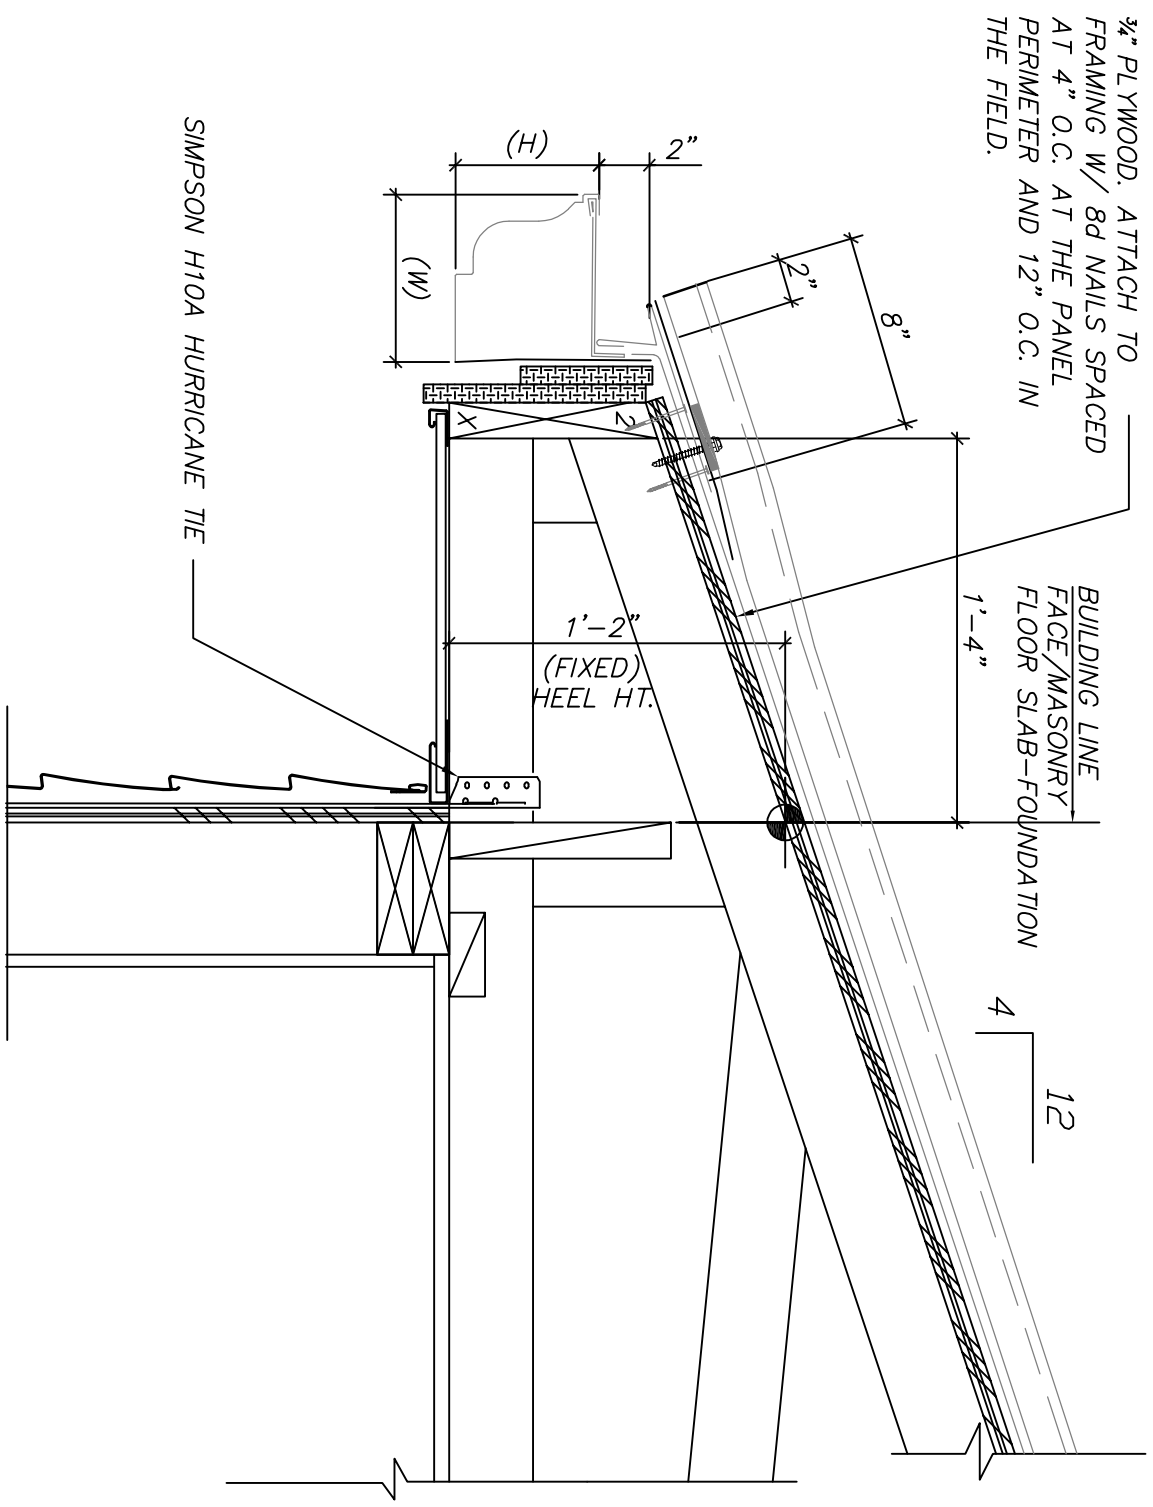 ¾" PLYWOOD. ATTACH TO
FRAMING W/ 8d NAILS SPACED
AT 4" O.C. AT THE PANEL
PERIMETER AND 12" O.C. IN
THE FIELD.
BUILDING LINE
FACE/MASONRY
FLOOR SLAB-FOUNDATION
12
4
8"
2"
1'-4"
2"
(H)
(W)
2
X
1'-2"
(FIXED)
HEEL HT.
SIMPSON H10A HURRICANE TIE